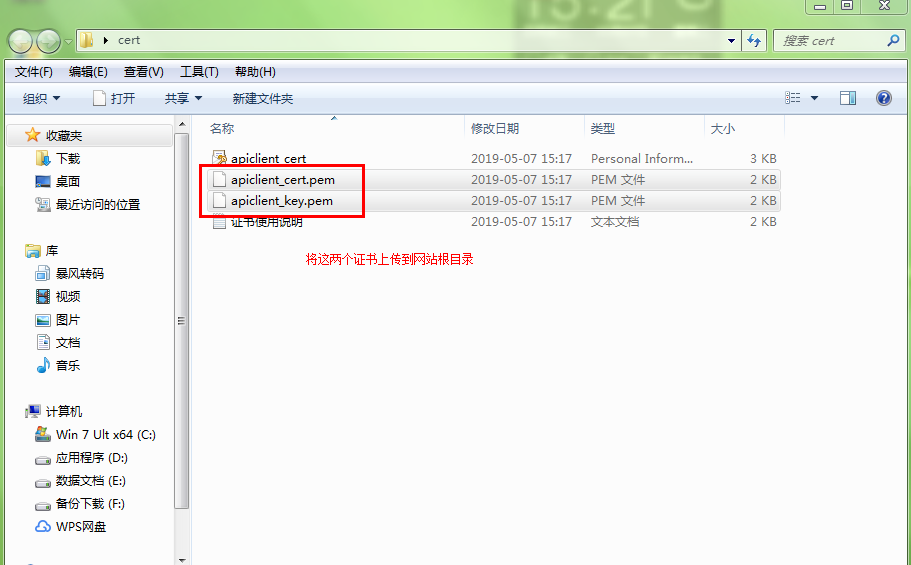 15:21
cert
搜索 cert
文件(F) 编辑(E) 查看(V) 工具(T) 帮助(H)
组织 打开 共享 新建文件夹
收藏夹
下载
桌面
最近访问的位置
库
暴风转码
视频
图片
文档
音乐
计算机
Win 7 Ult x64 (C:)
应用程序 (D:)
数据文档 (E:)
备份下载 (F:)
WPS网盘
名称 修改日期 类型 大小
apiclient_cert 2019-05-07 15:17 Personal Inform... 3 KB
apiclient_cert.pem 2019-05-07 15:17 PEM 文件 2 KB
apiclient_key.pem 2019-05-07 15:17 PEM 文件 2 KB
证书使用说明 2019-05-07 15:17 文本文档 2 KB
将这两个证书上传到网站根目录